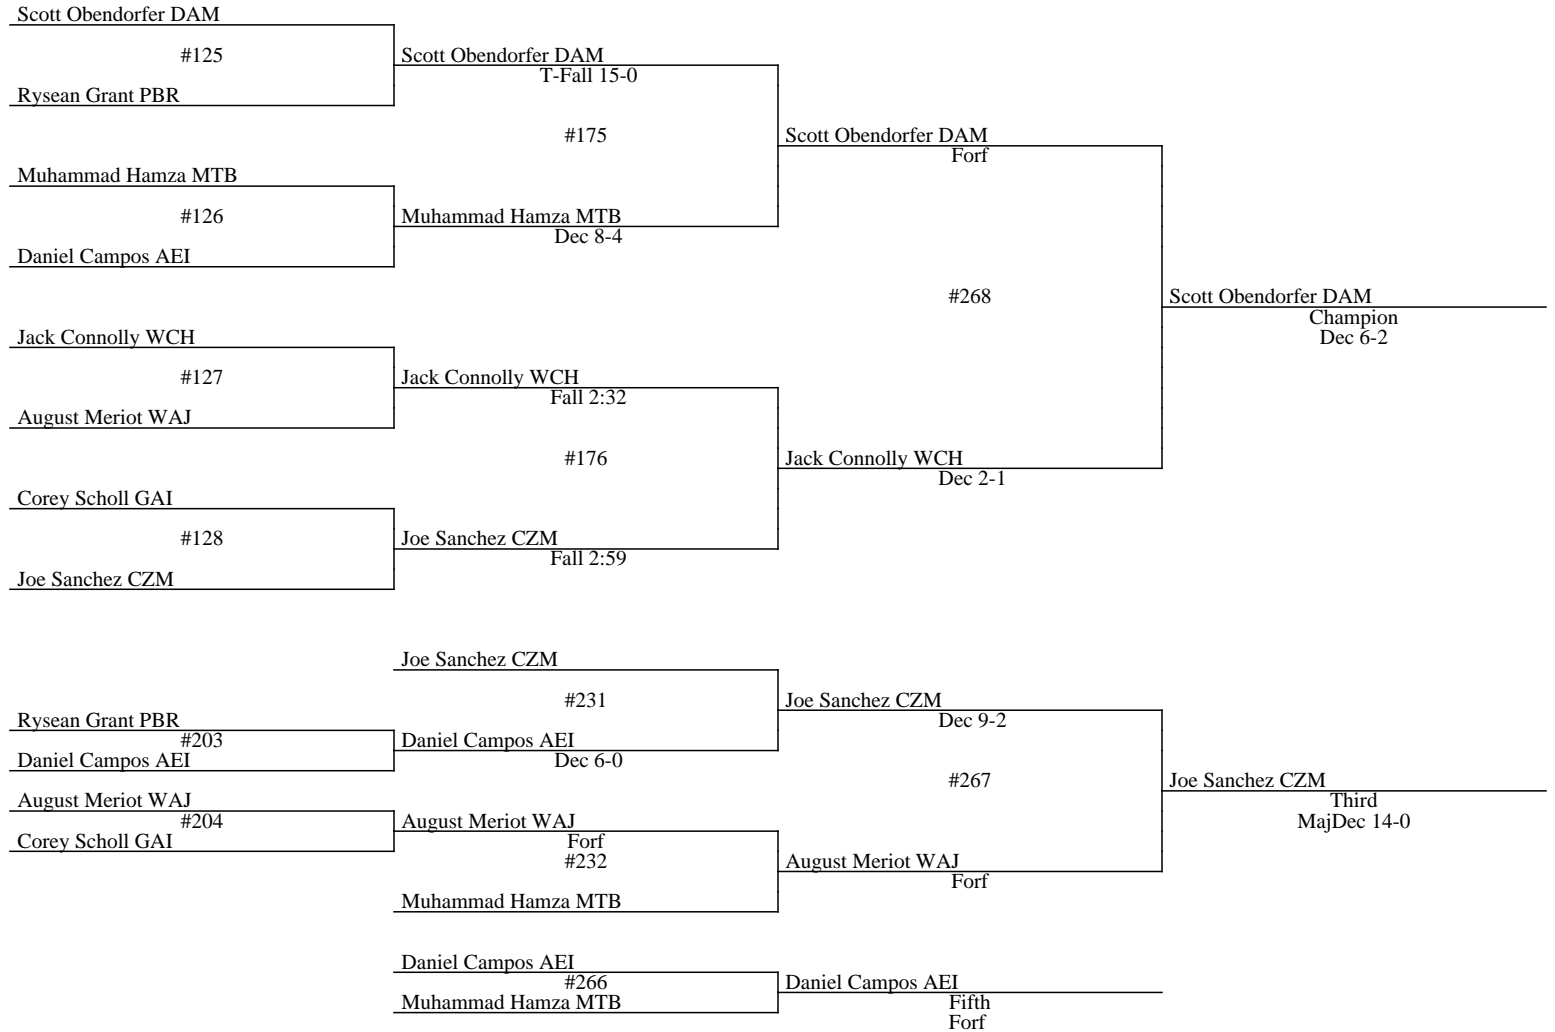 Scott Obendorfer DAM
#125
Rysean Grant PBR
Scott Obendorfer DAM
T-Fall 15-0
#175
Muhammad Hamza MTB
#126
Daniel Campos AEI
Muhammad Hamza MTB
Dec 8-4
Scott Obendorfer DAM
Forf
#268
Scott Obendorfer DAM
Champion
Dec 6-2
Jack Connolly WCH
#127
August Meriot WAJ
Jack Connolly WCH
Fall 2:32
#176
Jack Connolly WCH
Dec 2-1
Corey Scholl GAI
#128
Joe Sanchez CZM
Joe Sanchez CZM
Fall 2:59
Joe Sanchez CZM
#231
Joe Sanchez CZM
Dec 9-2
Rysean Grant PBR
#203
Daniel Campos AEI
Daniel Campos AEI
Dec 6-0
#267
Joe Sanchez CZM
Third
MajDec 14-0
August Meriot WAJ
#204
Corey Scholl GAI
August Meriot WAJ
Forf
#232
August Meriot WAJ
Forf
Muhammad Hamza MTB
Daniel Campos AEI
#266
Muhammad Hamza MTB
Daniel Campos AEI
Fifth
Forf